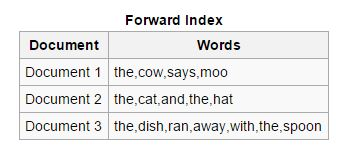 Forward Index
Document Words
Document 1 the,cow,says,moo
Document 2 the,cat,and,the,hat
Document 3 the,dish,ran,away,with,the,spoon